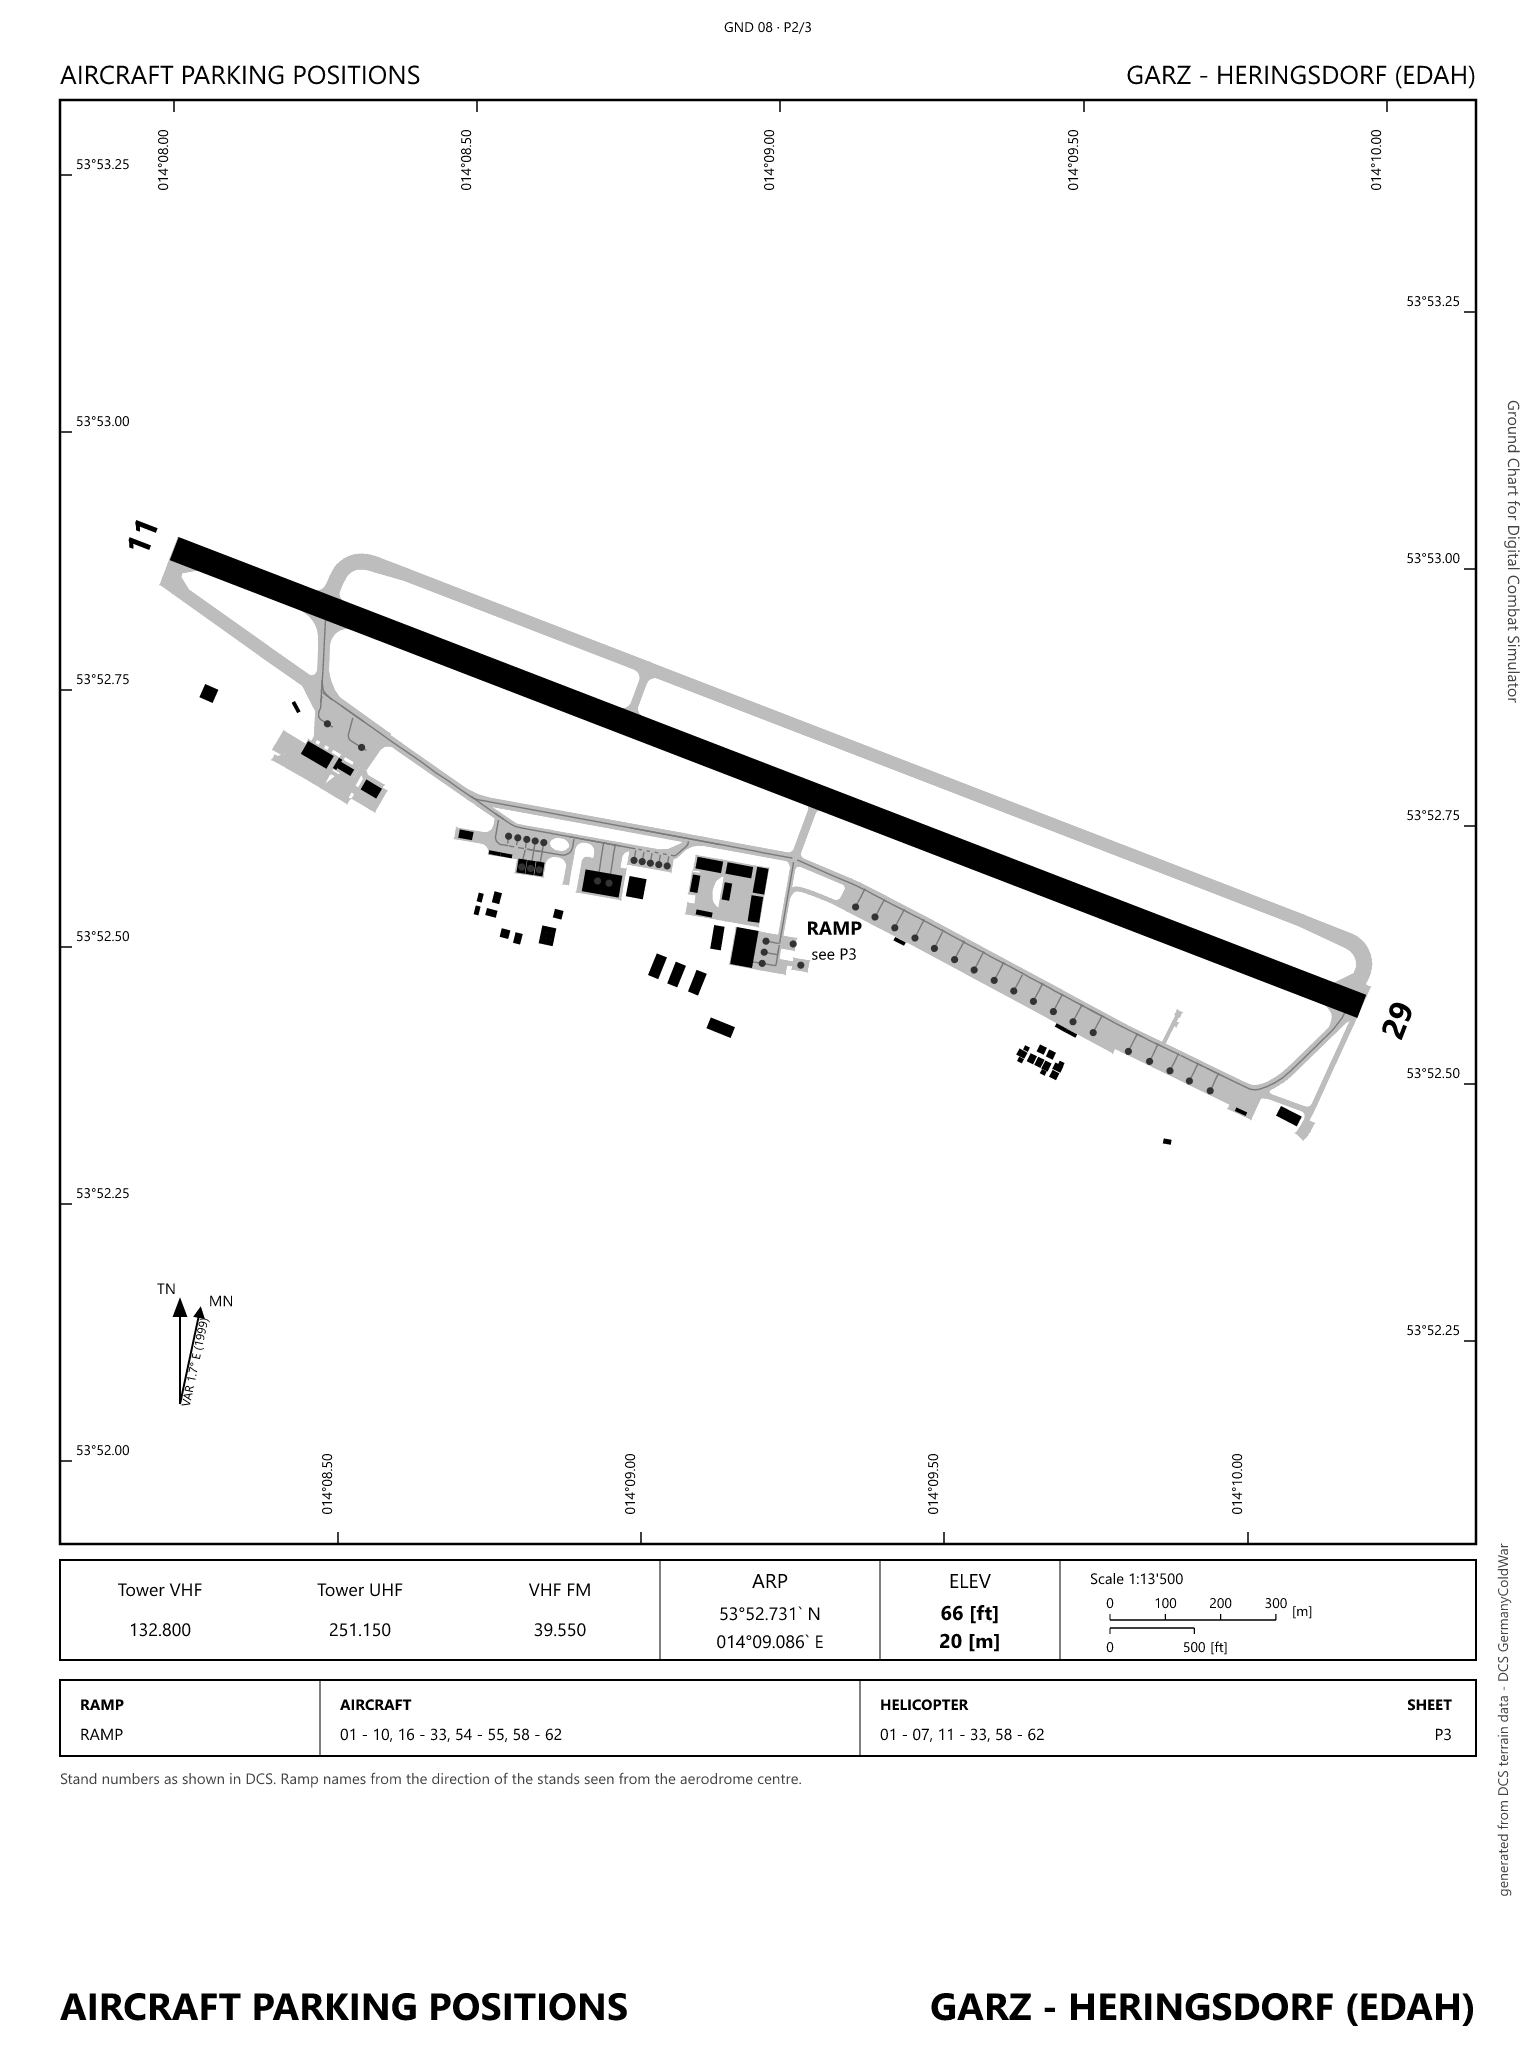 GND 08 · P2/3
AIRCRAFT PARKING POSITIONS
GARZ - HERINGSDORF (EDAH)
014°08.00
014°08.50
014°09.00
014°09.50
014°10.00
53°53.25
53°53.25
53°53.00
53°53.00
53°52.75
53°52.75
53°52.50
53°52.50
53°52.25
53°52.25
53°52.00
11
29
RAMP
see P3
TN
MN
VAR 1.7° E (1999)
014°08.50
014°09.00
014°09.50
014°10.00
Ground Chart for Digital Combat Simulator
Tower VHF
132.800
Tower UHF
251.150
VHF FM
39.550
ARP
53°52.731` N
014°09.086` E
ELEV
66 [ft]
20 [m]
Scale 1:13'500
0 100 200 300 [m]
0 500 [ft]
RAMP AIRCRAFT HELICOPTER SHEET
RAMP 01 - 10, 16 - 33, 54 - 55, 58 - 62 01 - 07, 11 - 33, 58 - 62 P3
Stand numbers as shown in DCS. Ramp names from the direction of the stands seen from the aerodrome centre.
generated from DCS terrain data - DCS GermanyColdWar
AIRCRAFT PARKING POSITIONS
GARZ - HERINGSDORF (EDAH)